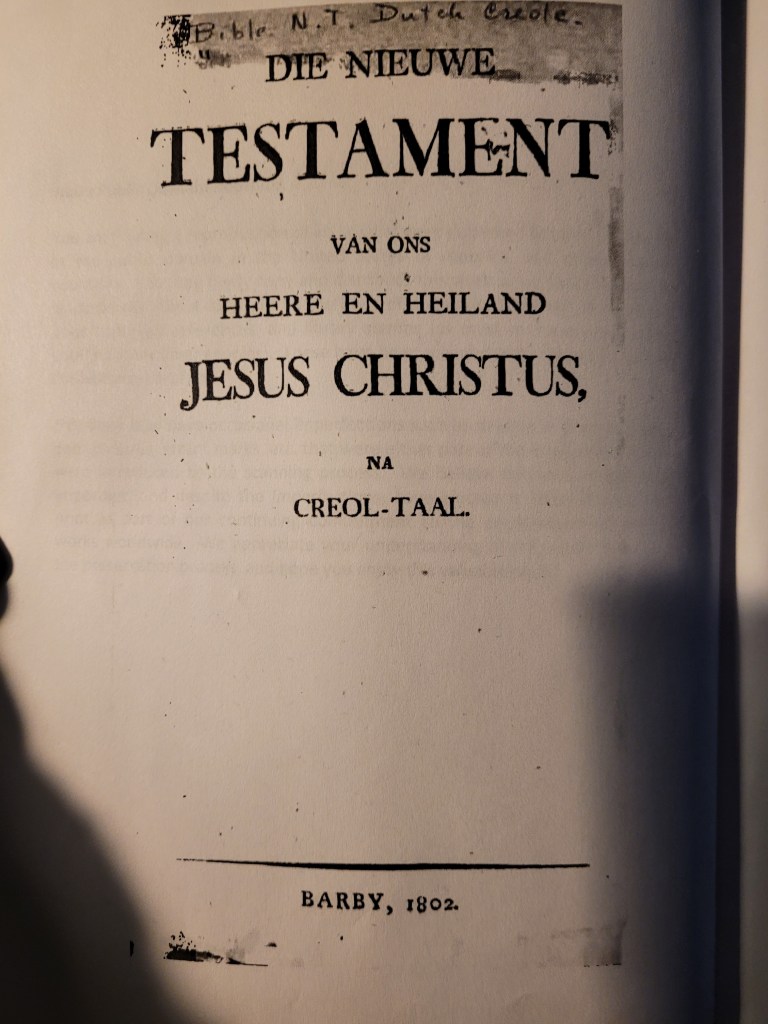 Bible. N.T. Dutch Creole.
DIE NIEUWE
TESTAMENT
VAN ONS
HEERE EN HEILAND
JESUS CHRISTUS,
NA
CREOL-TAAL.
BARBY, 1802.